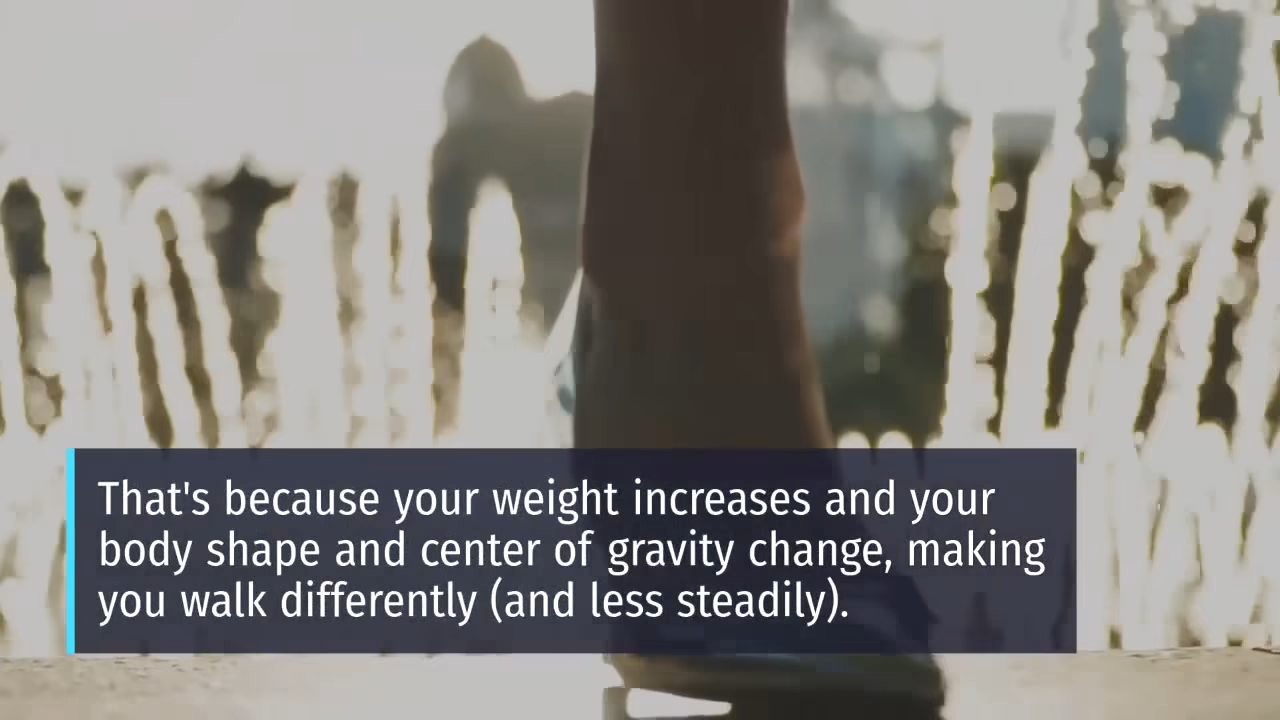 That's because your weight increases and your
body shape and center of gravity change, making
you walk differently (and less steadily).